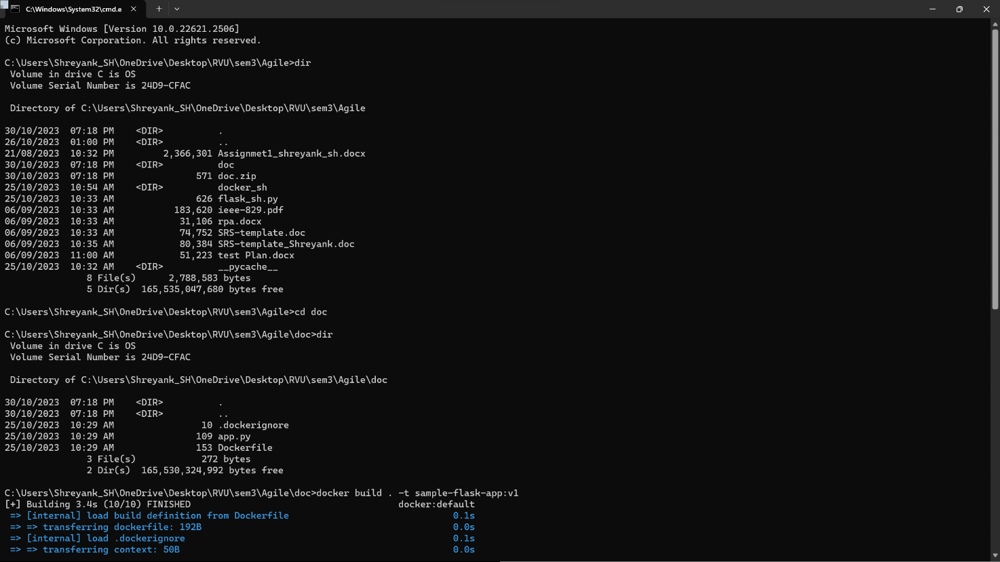 C:\Windows\System32\cmd.e
Microsoft Windows [Version 10.0.22621.2506]
(c) Microsoft Corporation. All rights reserved.
C:\Users\Shreyank_SH\OneDrive\Desktop\RVU\sem3\Agile>dir
Volume in drive C is OS
Volume Serial Number is 24D9-CFAC
Directory of C:\Users\Shreyank_SH\OneDrive\Desktop\RVU\sem3\Agile
30/10/2023  07:18 PM    <DIR>          .
26/10/2023  01:00 PM    <DIR>          ..
21/08/2023  10:32 PM         2,366,301 Assignmet1_shreyank_sh.docx
30/10/2023  07:18 PM    <DIR>          doc
30/10/2023  07:18 PM               571 doc.zip
25/10/2023  10:54 AM    <DIR>          docker_sh
25/10/2023  10:33 AM               626 flask_sh.py
06/09/2023  10:33 AM           183,620 ieee-829.pdf
06/09/2023  10:33 AM            31,106 rpa.docx
06/09/2023  10:33 AM            74,752 SRS-template.doc
06/09/2023  10:35 AM            80,384 SRS-template_Shreyank.doc
06/09/2023  11:00 AM            51,223 test Plan.docx
25/10/2023  10:32 AM    <DIR>          __pycache__
8 File(s)      2,788,583 bytes
5 Dir(s)  165,535,047,680 bytes free
C:\Users\Shreyank_SH\OneDrive\Desktop\RVU\sem3\Agile>cd doc
C:\Users\Shreyank_SH\OneDrive\Desktop\RVU\sem3\Agile\doc>dir
Volume in drive C is OS
Volume Serial Number is 24D9-CFAC
Directory of C:\Users\Shreyank_SH\OneDrive\Desktop\RVU\sem3\Agile\doc
30/10/2023  07:18 PM    <DIR>          .
30/10/2023  07:18 PM    <DIR>          ..
25/10/2023  10:29 AM                10 .dockerignore
25/10/2023  10:29 AM               109 app.py
25/10/2023  10:29 AM               153 Dockerfile
3 File(s)            272 bytes
2 Dir(s)  165,530,324,992 bytes free
C:\Users\Shreyank_SH\OneDrive\Desktop\RVU\sem3\Agile\doc>docker build . -t sample-flask-app:v1
[+] Building 3.4s (10/10) FINISHED                                      docker:default
=> [internal] load build definition from Dockerfile                              0.1s
=> => transferring dockerfile: 192B                                              0.0s
=> [internal] load .dockerignore                                                 0.1s
=> => transferring context: 50B                                                  0.0s